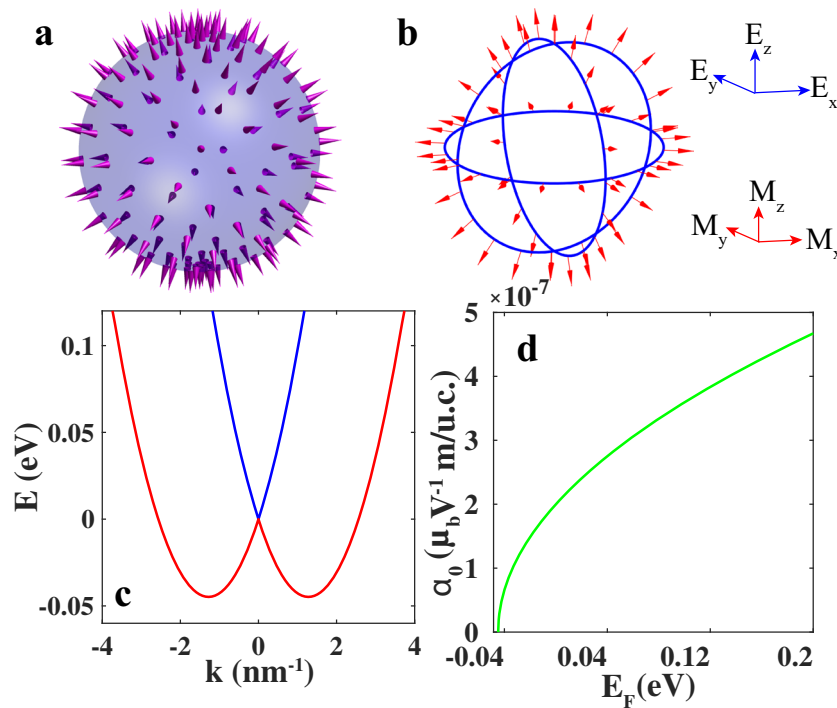 a
b
E_z
E_y
E_x
M_z
M_y
M_x
c
E (eV)
0.1
0.05
0
-0.05
-4
-2
0
2
4
k (nm⁻¹)
d
×10⁻⁷
α₀ (μ_b V⁻¹ m/u.c.)
5
4
3
2
1
0
-0.04
0.04
0.12
0.2
E_F(eV)